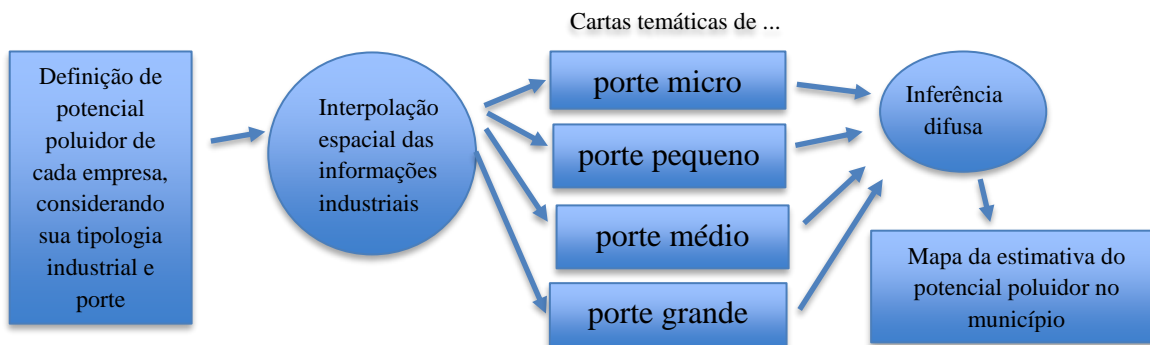 Cartas temáticas de ...
Definição de
potencial
poluidor de
cada empresa,
considerando
sua tipologia
industrial e
porte
Interpolação
espacial das
informações
industriais
porte micro
porte pequeno
porte médio
porte grande
Inferência
difusa
Mapa da estimativa do
potencial poluidor no
município